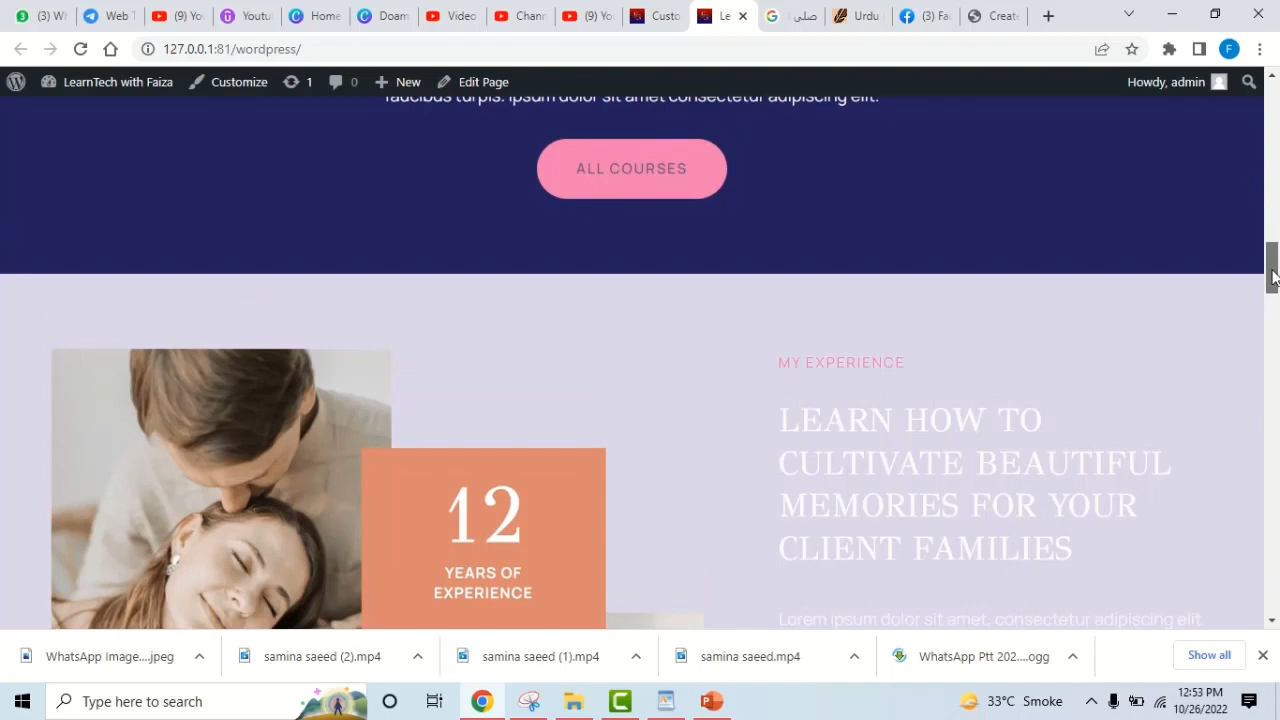 3
(3) W
Web T
(9) Yo
Youtu
Home
Doam
Video
Chann
(9) Yo
Custo
Le
صلى
Urdu
(3) Fa
Create
127.0.0.1:81/wordpress/
F
LearnTech with Faiza
Customize
1
0
New
Edit Page
Howdy, admin
faucibus turpis. Ipsum dolor sit amet consectetur adipiscing elit.
ALL COURSES
MY EXPERIENCE
LEARN HOW TO
CULTIVATE BEAUTIFUL
MEMORIES FOR YOUR
CLIENT FAMILIES
Lorem ipsum dolor sit amet, consectetur adipiscing elit.
12
YEARS OF
EXPERIENCE
WhatsApp Image....jpeg
samina saeed (2).mp4
samina saeed (1).mp4
samina saeed.mp4
WhatsApp Ptt 202....ogg
Show all
Type here to search
33°C Smoke
12:53 PM
10/26/2022